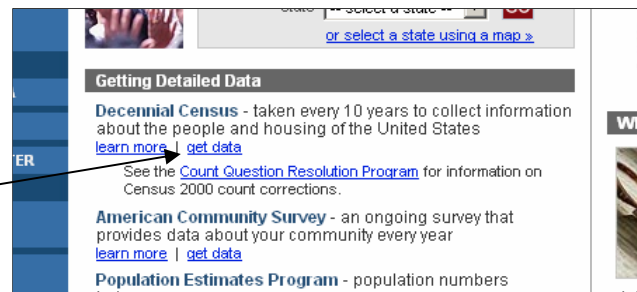 select a state --
or select a state using a map »
Getting Detailed Data
Decennial Census - taken every 10 years to collect information
about the people and housing of the United States
learn more | get data
See the Count Question Resolution Program for information on
Census 2000 count corrections.
TER
American Community Survey - an ongoing survey that
provides data about your community every year
learn more | get data
Population Estimates Program - population numbers